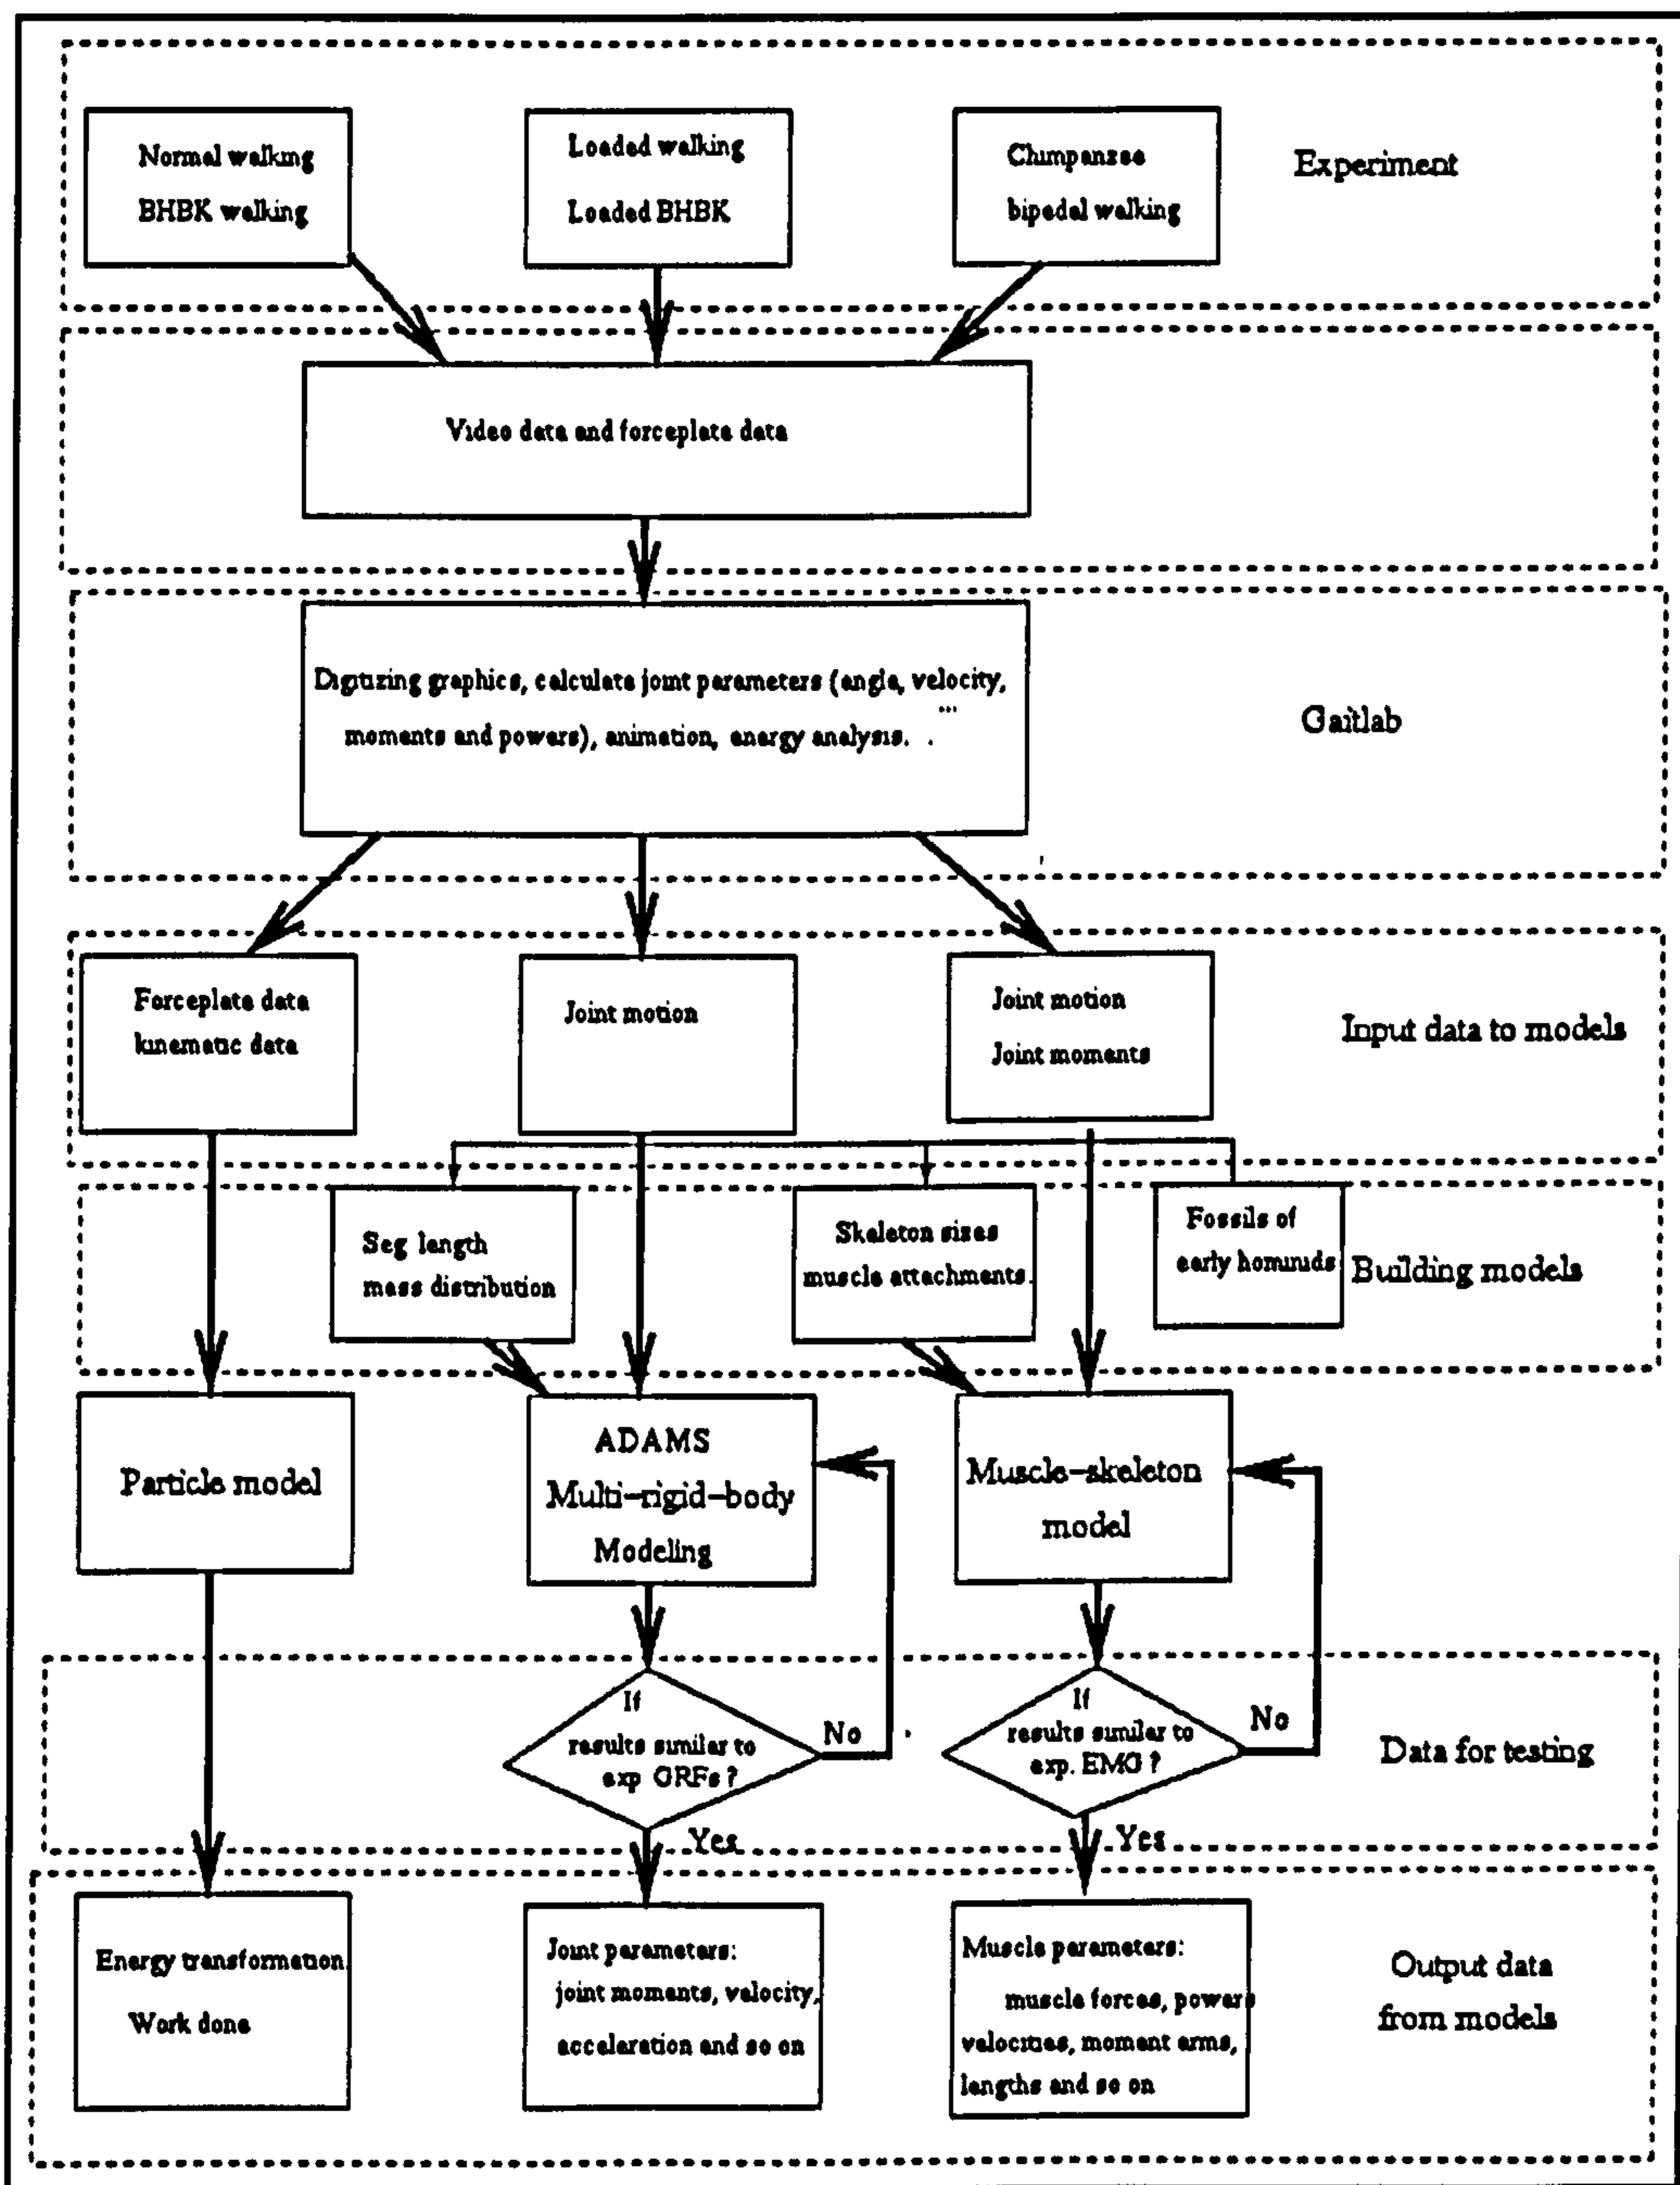 Normal walking
BHBK walking
Loaded walking
Loaded BHBK
Chimpanzee
bipedal walking
Experiment
Video data and forceplate data
Digitizing graphics, calculate joint parameters (angle, velocity,
moments and powers), animation, energy analysis. ...
Gaitlab
Forceplate data
kinematic data
Joint motion
Joint motion
Joint moments
Input data to models
Seg length
mass distribution
Skeleton sizes
muscle attachments.
Fossils of
early hominids
Building models
Particle model
ADAMS
Multi-rigid-body
Modeling
Muscle-skeleton
model
If
results similar to
exp GRFs?
No
If
results similar to
exp. EMG?
No
Data for testing
Yes
Yes
Energy transformation
Work done
Joint parameters:
joint moments, velocity,
acceleration and so on
Muscle parameters:
muscle forces, powers
velocities, moment arms,
lengths and so on
Output data
from models